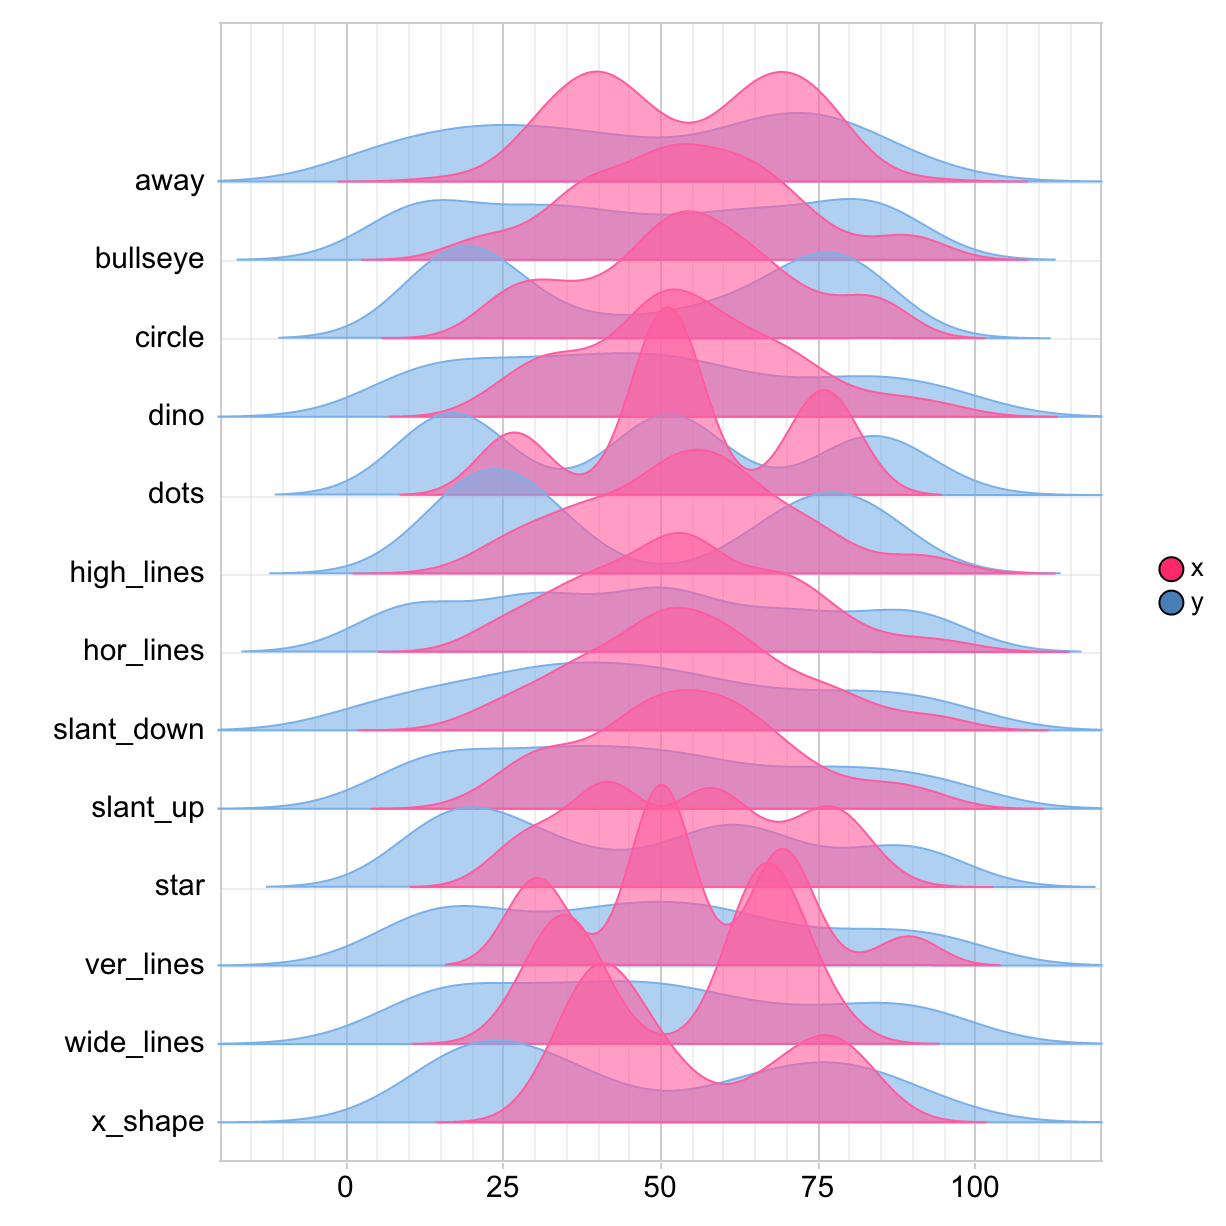 away
bullseye
circle
dino
dots
high_lines
x
y
hor_lines
slant_down
slant_up
star
ver_lines
wide_lines
x_shape
0 25 50 75 100